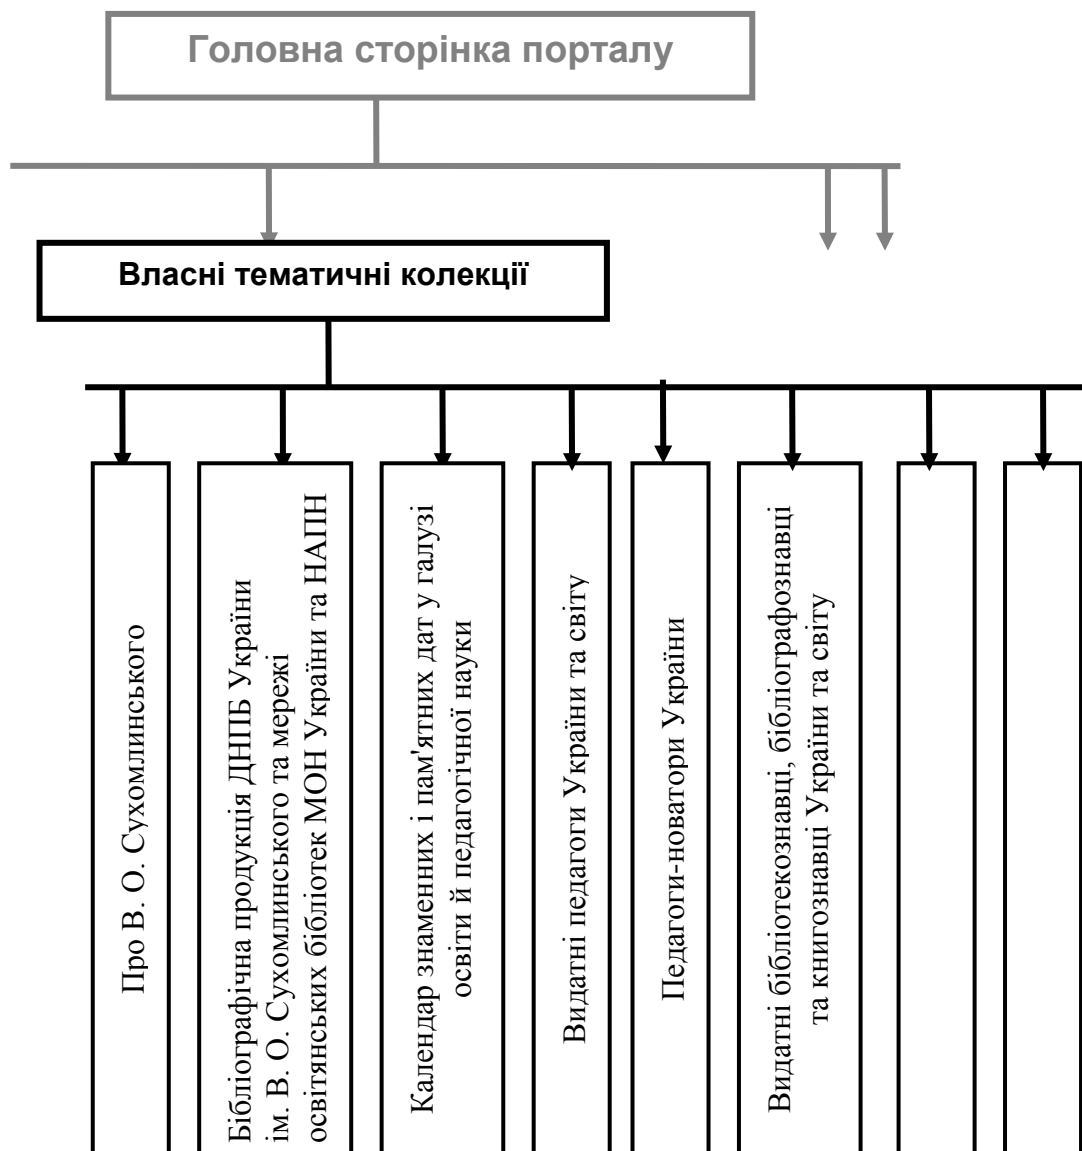 Головна сторінка порталу
Власні тематичні колекції
Про В. О. Сухомлинського
Бібліографічна продукція ДНПБ України
ім. В. О. Сухомлинського та мережі
освітянських бібліотек МОН України та НАПН
Календар знаменних і пам'ятних дат у галузі
освіти й педагогічної науки
Видатні педагоги України та світу
Педагоги-новатори України
Видатні бібліотекознавці, бібліографознавці
та книгознавці України та світу